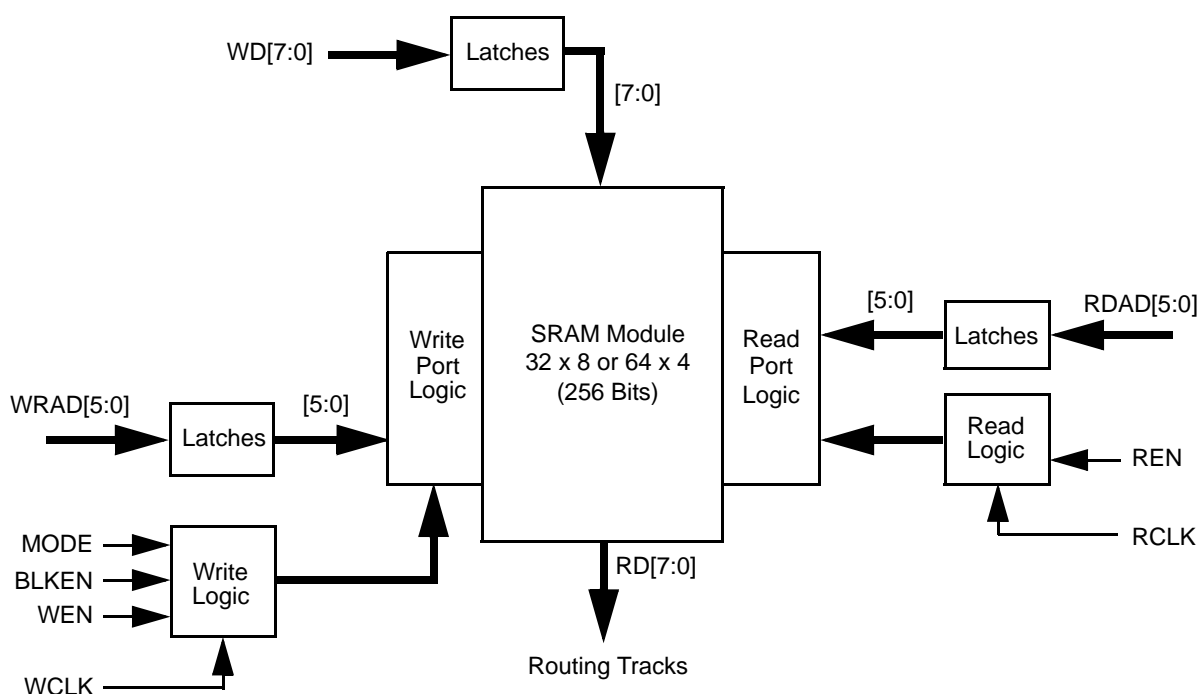 WD[7:0]
Latches
[7:0]
Write
Port
Logic
SRAM Module
32 x 8 or 64 x 4
(256 Bits)
Read
Port
Logic
[5:0]
Latches
RDAD[5:0]
WRAD[5:0]
Latches
[5:0]
Read
Logic
REN
RCLK
MODE
BLKEN
WEN
Write
Logic
WCLK
RD[7:0]
Routing Tracks